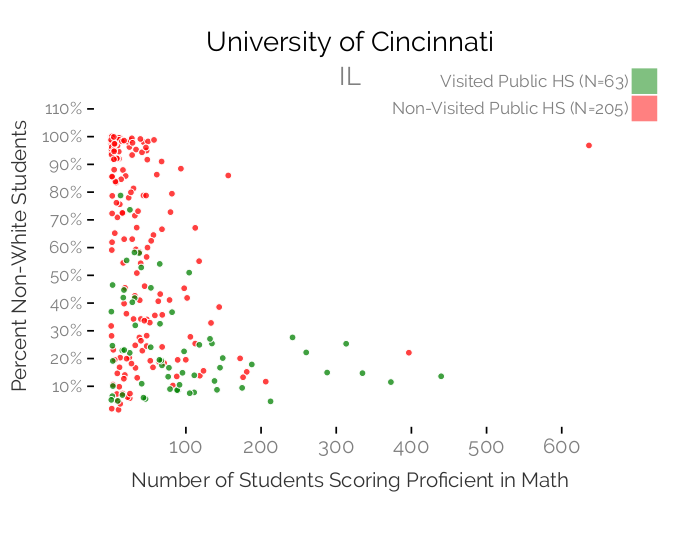 University of Cincinnati
IL
Visited Public HS (N=63)
Non-Visited Public HS (N=205)
Percent Non-White Students
110%
100%
90%
80%
70%
60%
50%
40%
30%
20%
10%
100 200 300 400 500 600
Number of Students Scoring Proficient in Math